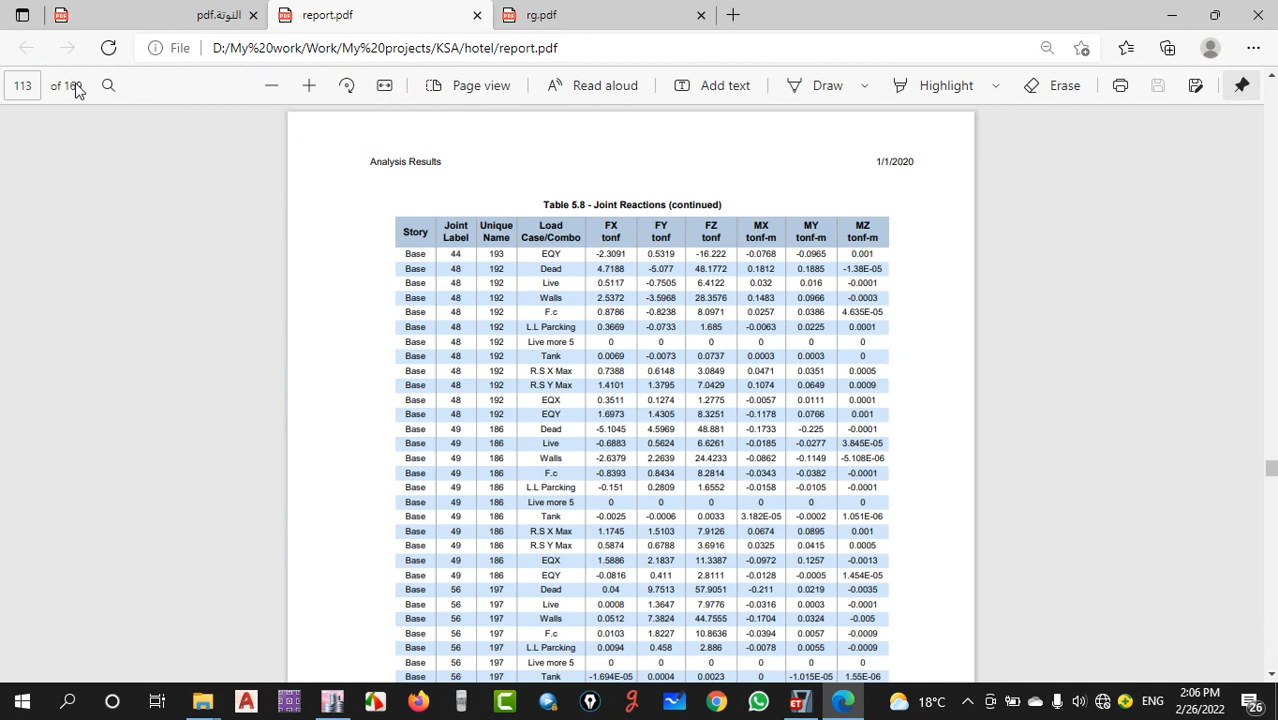 النوتة.pdf
report.pdf
rg.pdf
File D:/My%20work/Work/My%20projects/KSA/hotel/report.pdf
113 of 160 Page view Read aloud Add text Draw Highlight Erase
Analysis Results 1/1/2020
Table 5.8 - Joint Reactions (continued)
Story Joint Label Unique Name Load Case/Combo FX tonf FY tonf FZ tonf MX tonf-m MY tonf-m MZ tonf-m
Base 44 193 EQY -2.3091 0.5319 -16.222 -0.0768 -0.0965 0.001
Base 48 192 Dead 4.7188 -5.077 48.1772 0.1812 0.1885 -1.38E-05
Base 48 192 Live 0.5117 -0.7505 6.4122 0.032 0.016 -0.0001
Base 48 192 Walls 2.5372 -3.5968 28.3576 0.1483 0.0966 -0.0003
Base 48 192 F.c 0.8786 -0.8238 8.0971 0.0257 0.0386 4.635E-05
Base 48 192 L.L Parcking 0.3669 -0.0733 1.685 -0.0063 0.0225 0.0001
Base 48 192 Live more 5 0 0 0 0 0 0
Base 48 192 Tank 0.0069 -0.0073 0.0737 0.0003 0.0003 0
Base 48 192 R.S X Max 0.7388 0.6148 3.0849 0.0471 0.0351 0.0005
Base 48 192 R.S Y Max 1.4101 1.3795 7.0429 0.1074 0.0649 0.0009
Base 48 192 EQX 0.3511 0.1274 1.2775 -0.0057 0.0111 0.0001
Base 48 192 EQY 1.6973 1.4305 8.3251 -0.1178 0.0766 0.001
Base 49 186 Dead -5.1045 4.5969 48.881 -0.1733 -0.225 -0.0001
Base 49 186 Live -0.6883 0.5624 6.6261 -0.0185 -0.0277 3.845E-05
Base 49 186 Walls -2.6379 2.2639 24.4233 -0.0862 -0.1149 -5.108E-06
Base 49 186 F.c -0.8393 0.8434 8.2814 -0.0343 -0.0382 -0.0001
Base 49 186 L.L Parcking -0.151 0.2809 1.6552 -0.0158 -0.0105 -0.0001
Base 49 186 Live more 5 0 0 0 0 0 0
Base 49 186 Tank -0.0025 -0.0006 0.0033 3.182E-05 -0.0002 1.051E-06
Base 49 186 R.S X Max 1.1745 1.5103 7.9126 0.0674 0.0895 0.001
Base 49 186 R.S Y Max 0.5874 0.6788 3.6916 0.0325 0.0415 0.0005
Base 49 186 EQX 1.5886 2.1837 11.3387 -0.0972 0.1257 -0.0013
Base 49 186 EQY -0.0816 0.411 2.8111 -0.0128 -0.0005 1.454E-05
Base 56 197 Dead 0.04 9.7513 57.9051 -0.211 0.0219 -0.0035
Base 56 197 Live 0.0008 1.3647 7.9776 -0.0316 0.0003 -0.0001
Base 56 197 Walls 0.0512 7.3824 44.7555 -0.1704 0.0324 -0.005
Base 56 197 F.c 0.0103 1.8227 10.8636 -0.0394 0.0057 -0.0009
Base 56 197 L.L Parcking 0.0094 0.458 2.886 -0.0078 0.0055 -0.0009
Base 56 197 Live more 5 0 0 0 0 0 0
Base 56 197 Tank -1.694E-05 0.0004 0.0023 0 -1.015E-05 1.55E-06
18°C ENG 2:06 PM
2/26/2022 26